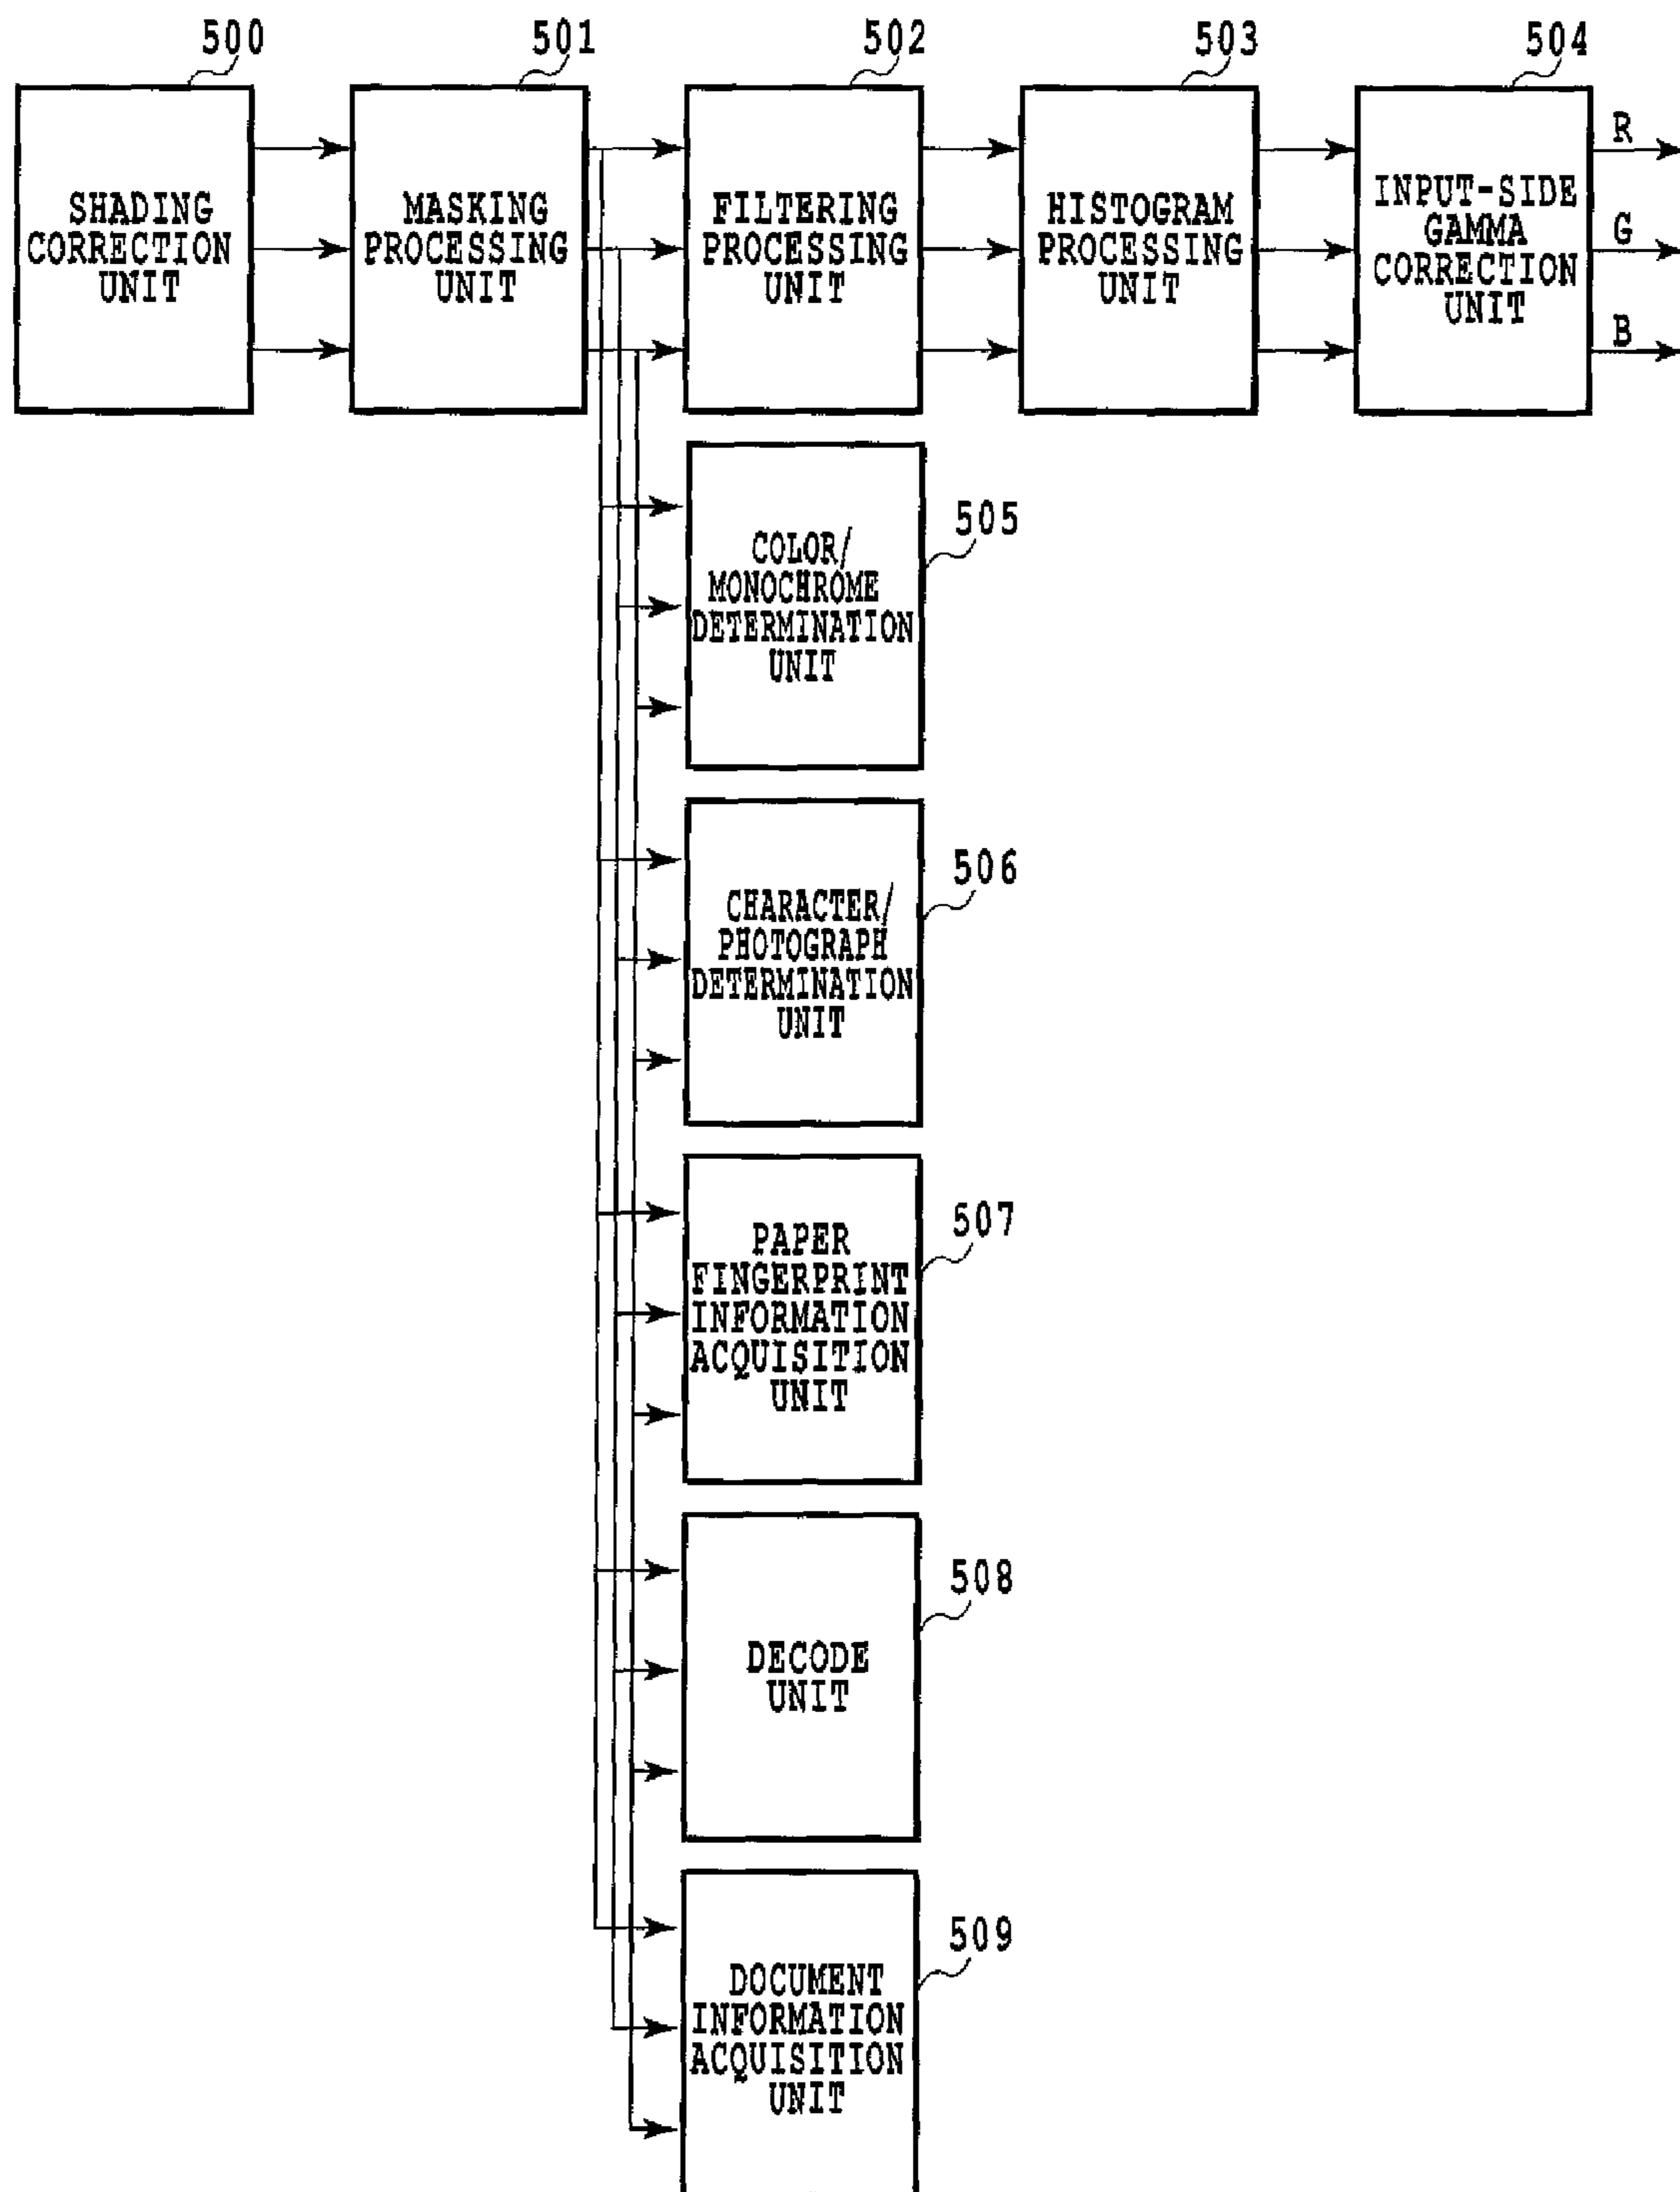 500
501
502
503
504
SHADING
CORRECTION
UNIT
MASKING
PROCESSING
UNIT
FILTERING
PROCESSING
UNIT
HISTOGRAM
PROCESSING
UNIT
INPUT-SIDE
GAMMA
CORRECTION
UNIT
R
G
B
505
COLOR/
MONOCHROME
DETERMINATION
UNIT
506
CHARACTER/
PHOTOGRAPH
DETERMINATION
UNIT
507
PAPER
FINGERPRINT
INFORMATION
ACQUISITION
UNIT
508
DECODE
UNIT
509
DOCUMENT
INFORMATION
ACQUISITION
UNIT